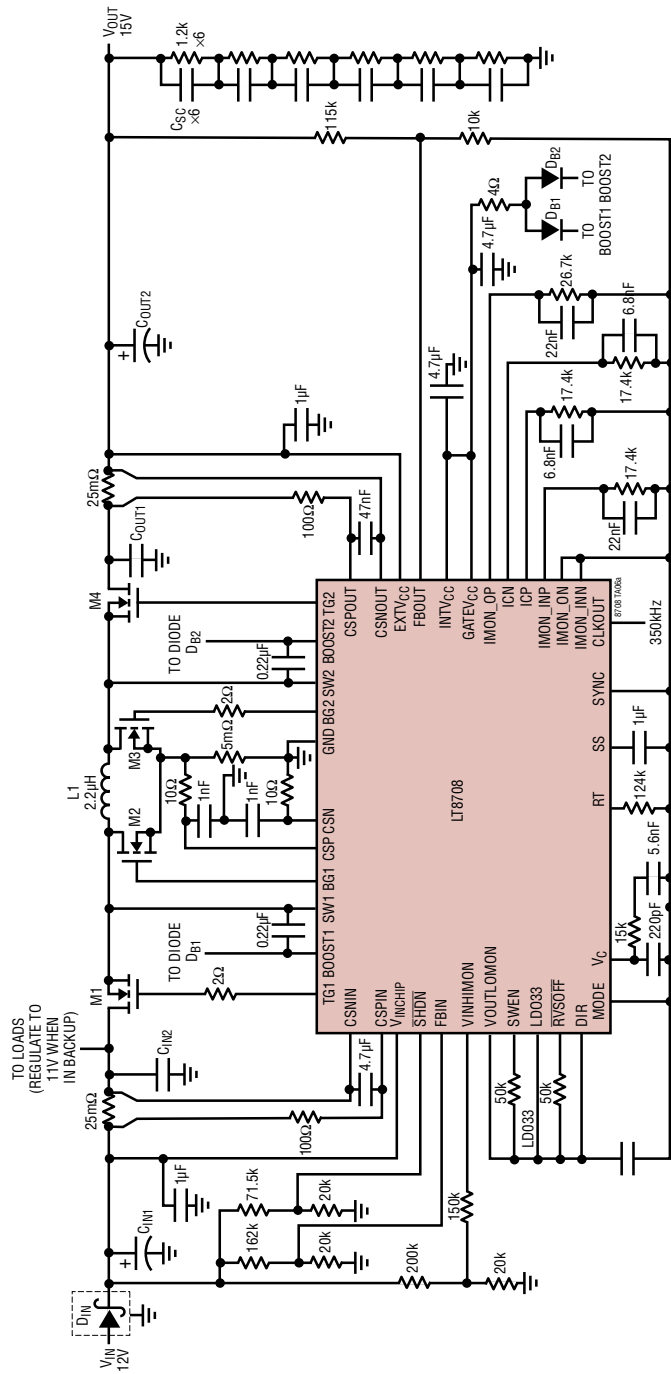 VIN
12V
DIN
CIN1
+
1µF
25mΩ
100Ω
CIN2
TO LOADS
(REGULATE TO
11V WHEN
IN BACKUP)
M1
2Ω
TO DIODE
DB1
0.22µF
M2
L1
2.2µH
M3
10Ω
1nF
1nF
10Ω
5mΩ
2Ω
0.22µF
TO DIODE
DB2
M4
COUT1
25mΩ
100Ω
47nF
1µF
+
COUT2
VOUT
15V
1.2k
×6
CSC
×6
115k
10k
162k
20k
71.5k
20k
200k
20k
150k
4.7µF
TG1
BOOST1
SW1
BG1
CSP
CSN
GND
BG2
SW2
BOOST2
TG2
CSNIN
CSPIN
VINCHIP
SHDN
FBIN
VINHIMON
VOUTLOMON
SWEN
LDO33
RVSOFF
DIR
MODE
VC
RT
SS
SYNC
CLKOUT
LT8708
CSPOUT
CSNOUT
EXTVCC
FBOUT
INTVCC
GATEVCC
IMON_OP
ICN
ICP
IMON_INP
IMON_ON
IMON_INN
8708 TA06a
50k
LDO33
50k
15k
220pF
5.6nF
124k
1µF
350kHz
4.7µF
4.7µF
4Ω
DB1
DB2
TO
BOOST1
TO
BOOST2
22nF
26.7k
6.8nF
17.4k
17.4k
6.8nF
17.4k
22nF